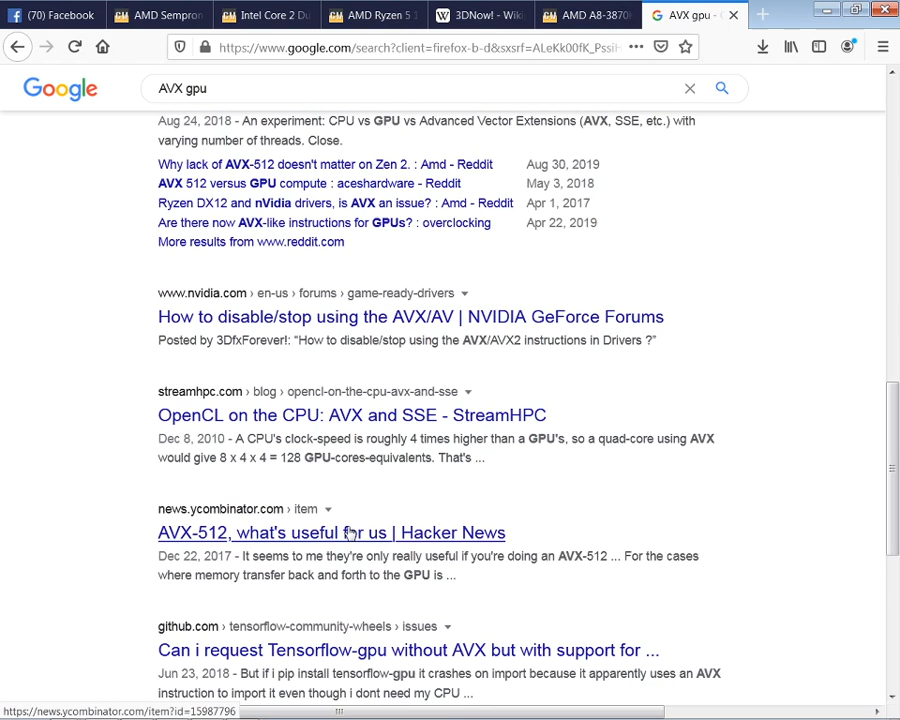 (70) Facebook
AMD Sempron
Intel Core 2 Du
AMD Ryzen 5 1
3DNow! - Wiki
AMD A8-3870K
AVX gpu -
https://www.google.com/search?client=firefox-b-d&sxsrf=ALeKk00fK_PssiH
Google
AVX gpu
Aug 24, 2018 - An experiment: CPU vs GPU vs Advanced Vector Extensions (AVX, SSE, etc.) with
varying number of threads. Close.
Why lack of AVX-512 doesn't matter on Zen 2. : Amd - Reddit Aug 30, 2019
AVX 512 versus GPU compute : aceshardware - Reddit May 3, 2018
Ryzen DX12 and nVidia drivers, is AVX an issue? : Amd - Reddit Apr 1, 2017
Are there now AVX-like instructions for GPUs? : overclocking Apr 22, 2019
More results from www.reddit.com
www.nvidia.com › en-us › forums › game-ready-drivers
How to disable/stop using the AVX/AV | NVIDIA GeForce Forums
Posted by 3DfxForever!: “How to disable/stop using the AVX/AVX2 instructions in Drivers ?”
streamhpc.com › blog › opencl-on-the-cpu-avx-and-sse
OpenCL on the CPU: AVX and SSE - StreamHPC
Dec 8, 2010 - A CPU's clock-speed is roughly 4 times higher than a GPU's, so a quad-core using AVX
would give 8 x 4 x 4 = 128 GPU-cores-equivalents. That's ...
news.ycombinator.com › item
AVX-512, what's useful for us | Hacker News
Dec 22, 2017 - It seems to me they're only really useful if you're doing an AVX-512 ... For the cases
where memory transfer back and forth to the GPU is ...
github.com › tensorflow-community-wheels › issues
Can i request Tensorflow-gpu without AVX but with support for ...
Jun 23, 2018 - But if i pip install tensorflow-gpu it crashes on import because it apparently uses an AVX
instruction to import it even though i dont need my CPU ...
https://news.ycombinator.com/item?id=15987796